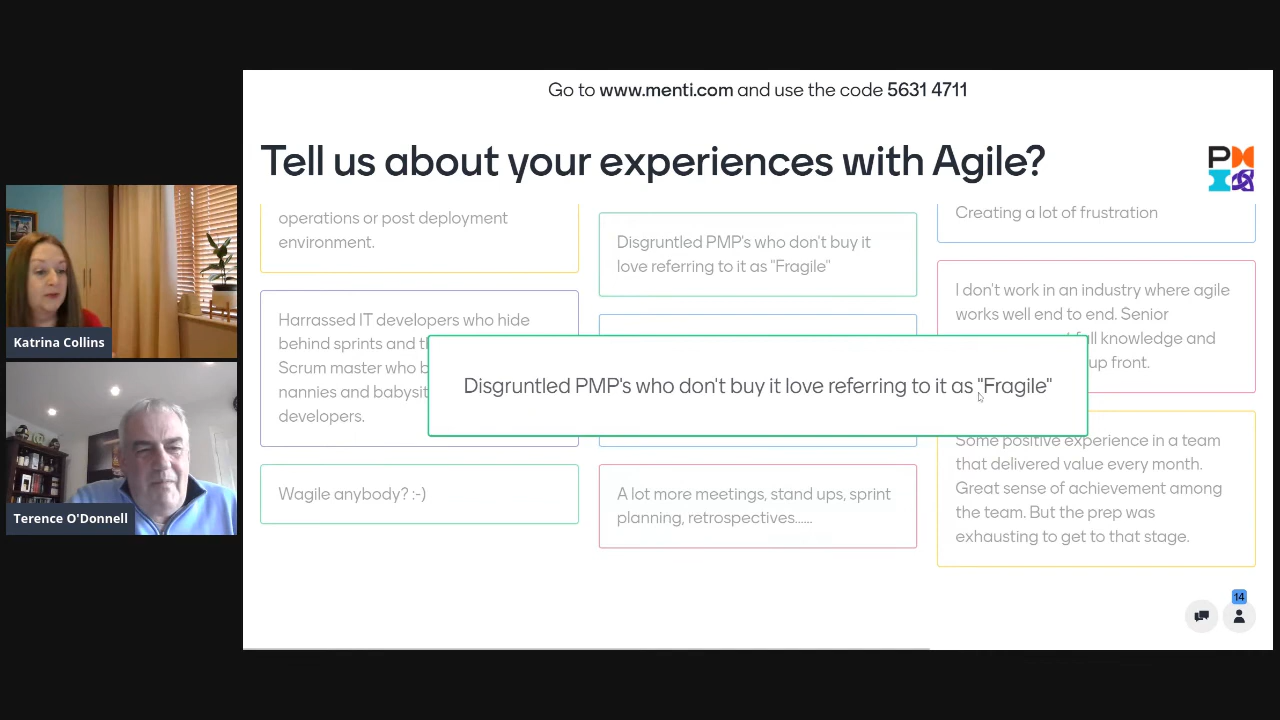 Go to www.menti.com and use the code 5631 4711
Tell us about your experiences with Agile?
PM
operations or post deployment
environment.
Harrassed IT developers who hide
behind sprints and th
Scrum master who b
nannies and babysit
developers.
Wagile anybody? :-)
Disgruntled PMP's who don't buy it
love referring to it as "Fragile"
Disgruntled PMP's who don't buy it love referring to it as "Fragile"
A lot more meetings, stand ups, sprint
planning, retrospectives......
Creating a lot of frustration
I don't work in an industry where agile
works well end to end. Senior
full knowledge and
up front.
Some positive experience in a team
that delivered value every month.
Great sense of achievement among
the team. But the prep was
exhausting to get to that stage.
14
Katrina Collins
Terence O'Donnell